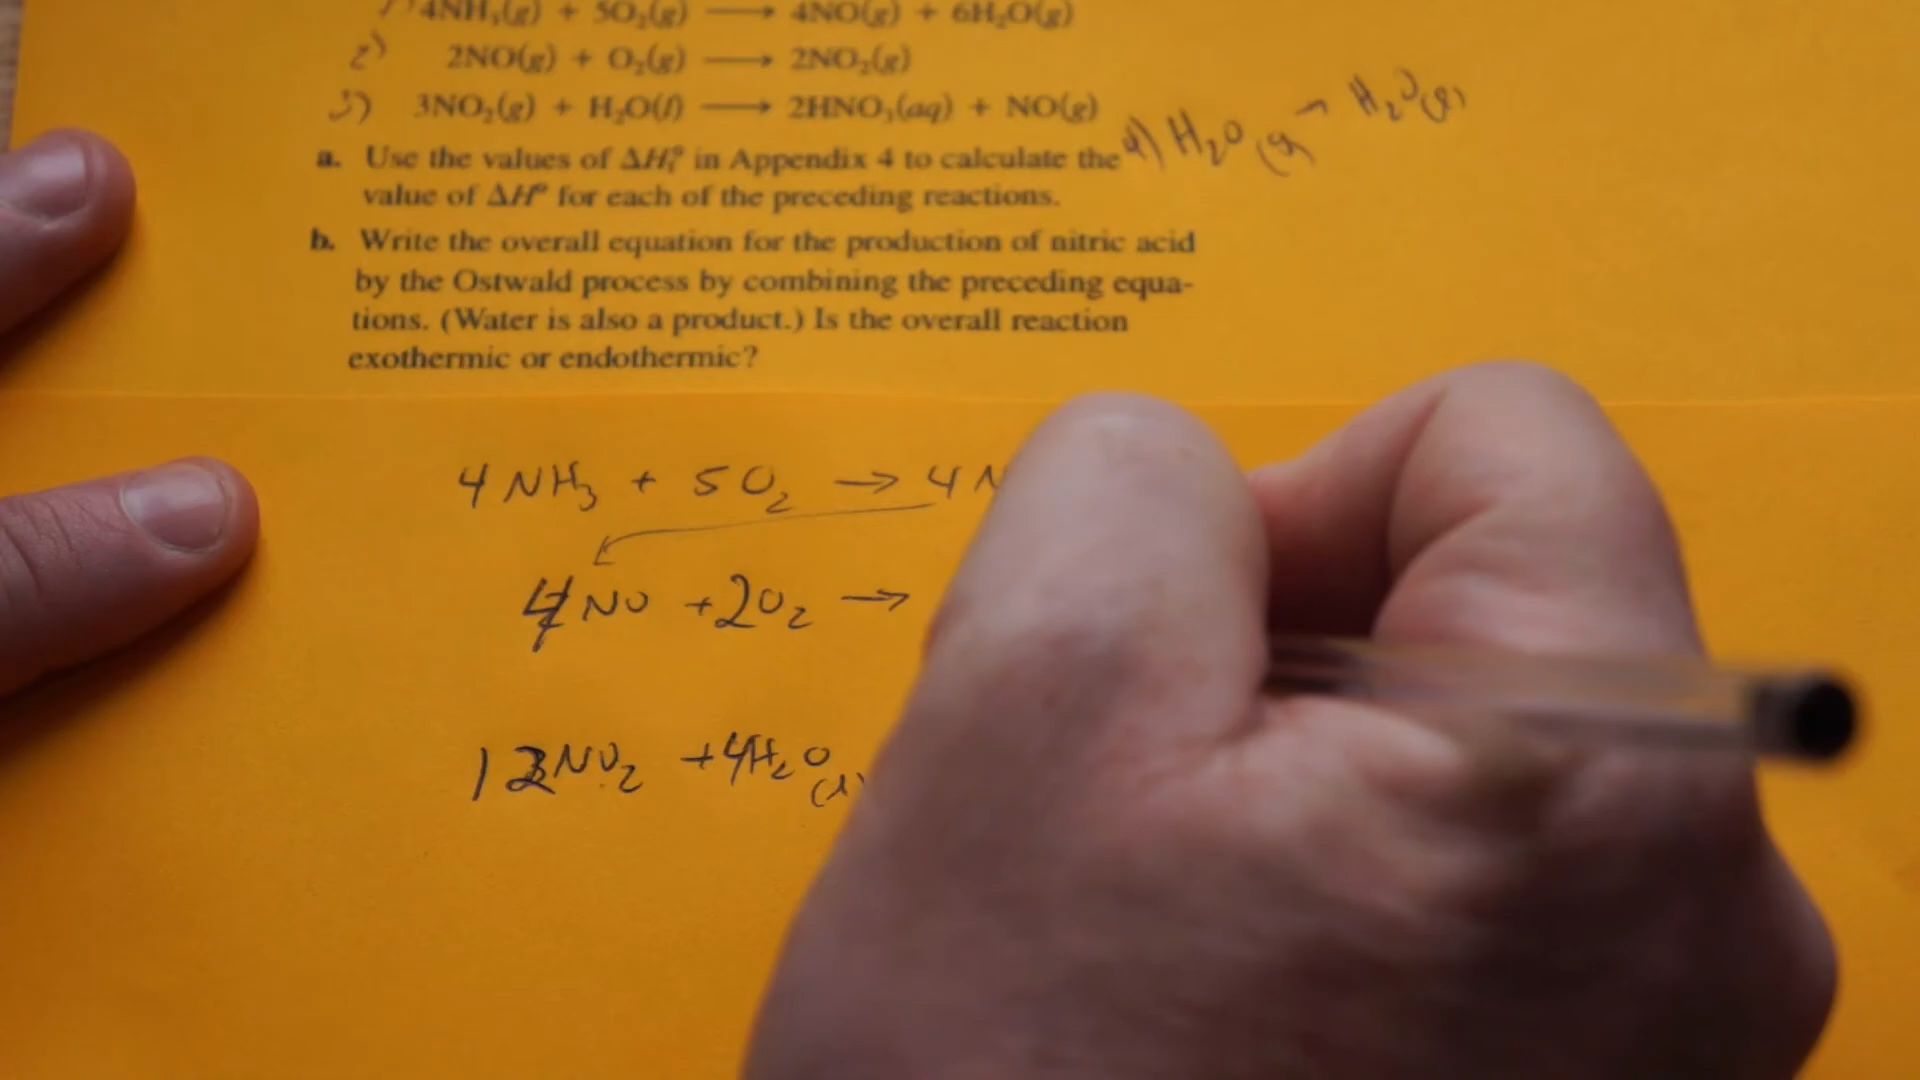 1) 4NH₃(g) + 5O₂(g) ⟶ 4NO(g) + 6H₂O(g)
2) 2NO(g) + O₂(g) ⟶ 2NO₂(g)
3) 3NO₂(g) + H₂O(l) ⟶ 2HNO₃(aq) + NO(g)
4) H₂O(g) → H₂O(l)
a. Use the values of ΔH°f in Appendix 4 to calculate the
value of ΔH° for each of the preceding reactions.
b. Write the overall equation for the production of nitric acid
by the Ostwald process by combining the preceding equa-
tions. (Water is also a product.) Is the overall reaction
exothermic or endothermic?
4NH₃ + 5O₂ → 4N
4NO + 2O₂ →
12NO₂ + 4H₂O(l)